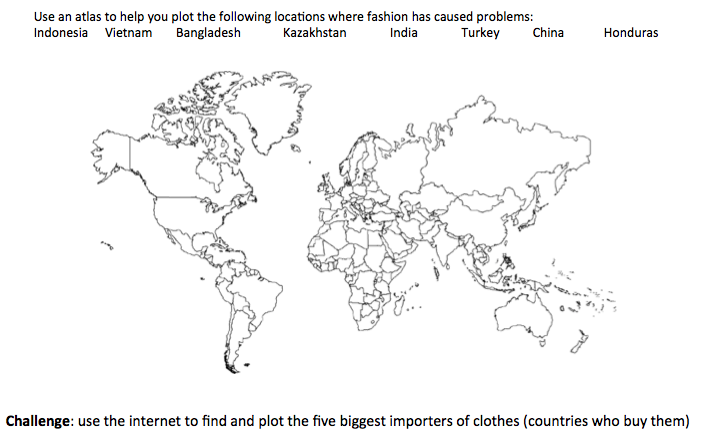 Use an atlas to help you plot the following locations where fashion has caused problems:
Indonesia Vietnam Bangladesh Kazakhstan India Turkey China Honduras
Challenge: use the internet to find and plot the five biggest importers of clothes (countries who buy them)